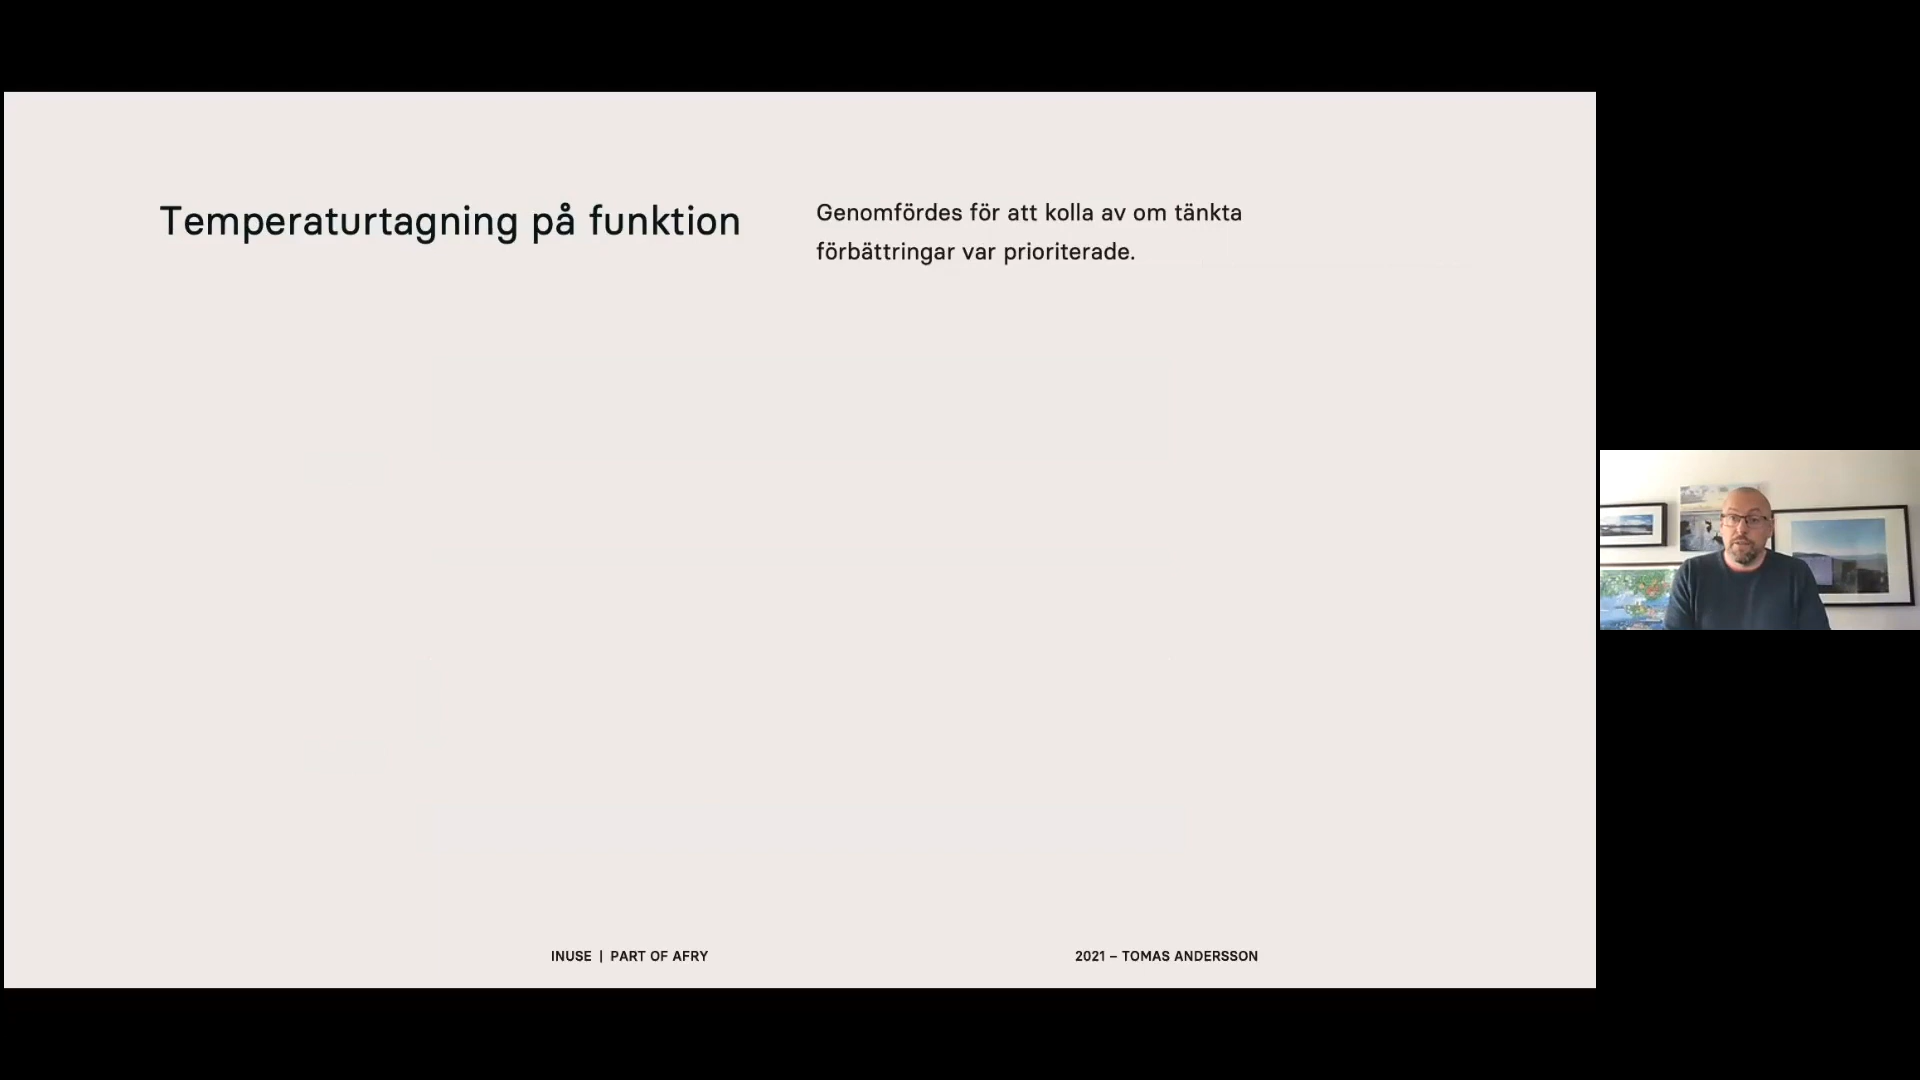 Temperaturtagning på funktion
Genomfördes för att kolla av om tänkta
förbättringar var prioriterade.
INUSE | PART OF AFRY
2021 – TOMAS ANDERSSON